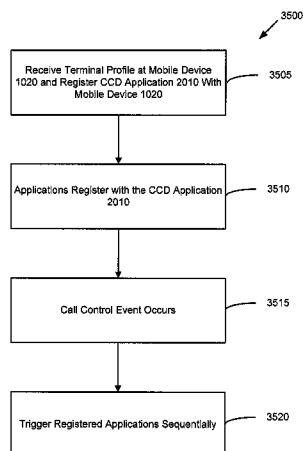 3500
Receive Terminal Profile at Mobile Device
1020 and Register CCD Application 2010 With
Mobile Device 1020
3505
Applications Register with the CCD Application
2010
3510
Call Control Event Occurs
3515
Trigger Registered Applications Sequentially
3520